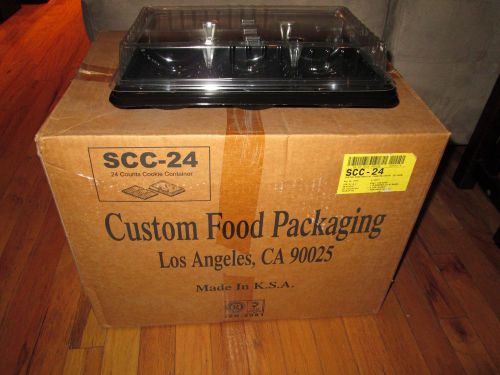 SCC-24
24 Counts Cookie Container
SCC-24
Custom Food Packaging
Los Angeles, CA 90025
Made In K.S.A.